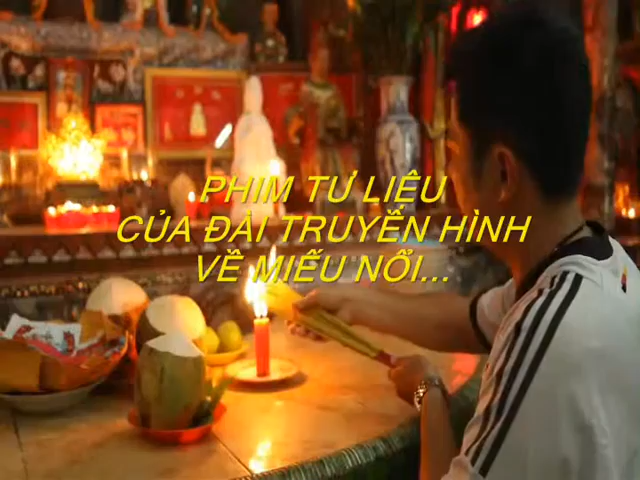 PHIM TƯ LIỆU
CỦA ĐÀI TRUYỀN HÌNH
VỀ MIẾU NỔI...